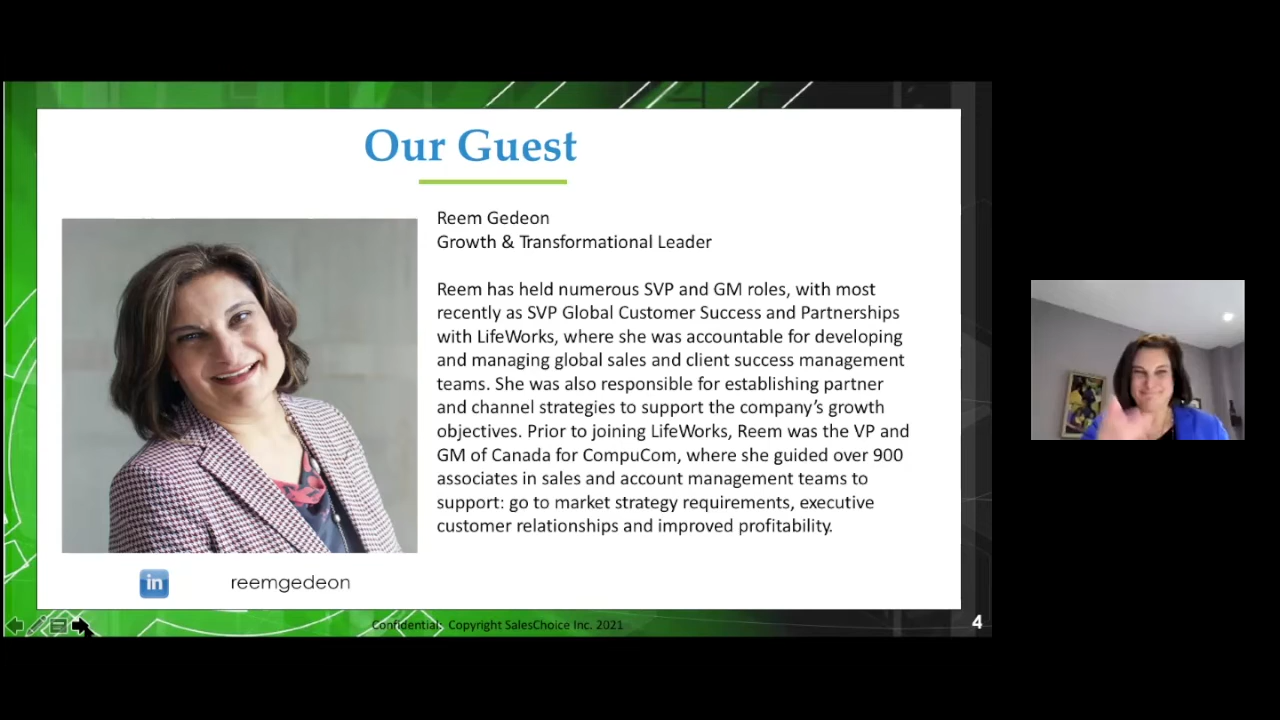 Our Guest
Reem Gedeon
Growth & Transformational Leader
Reem has held numerous SVP and GM roles, with most
recently as SVP Global Customer Success and Partnerships
with LifeWorks, where she was accountable for developing
and managing global sales and client success management
teams. She was also responsible for establishing partner
and channel strategies to support the company’s growth
objectives. Prior to joining LifeWorks, Reem was the VP and
GM of Canada for CompuCom, where she guided over 900
associates in sales and account management teams to
support: go to market strategy requirements, executive
customer relationships and improved profitability.
in reemgedeon
Confidential: Copyright SalesChoice Inc. 2021
4